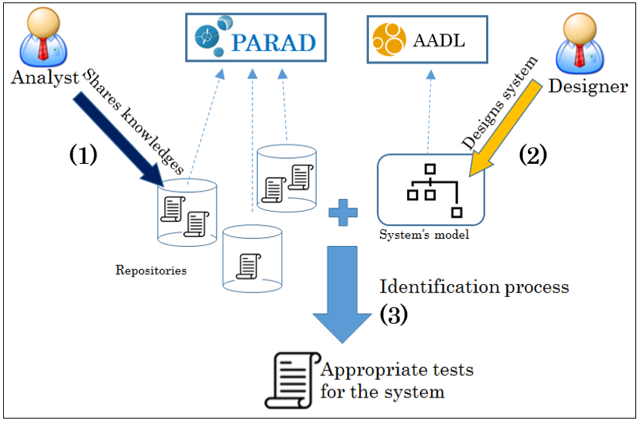 PARAD
AADL
Analyst
Designer
Shares knowledges
Designs system
(1)
(2)
System's model
Repositories
Identification process
(3)
Appropriate tests
for the system